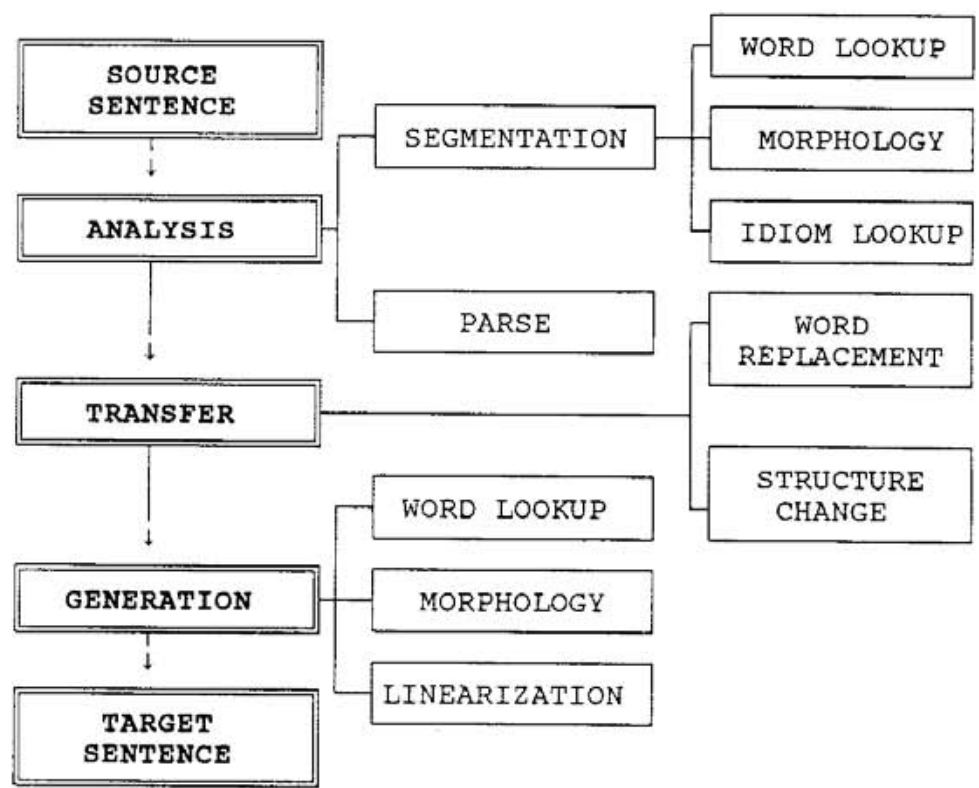 SOURCE
SENTENCE
ANALYSIS
TRANSFER
GENERATION
TARGET
SENTENCE
SEGMENTATION
PARSE
WORD LOOKUP
MORPHOLOGY
IDIOM LOOKUP
WORD
REPLACEMENT
STRUCTURE
CHANGE
WORD LOOKUP
MORPHOLOGY
LINEARIZATION